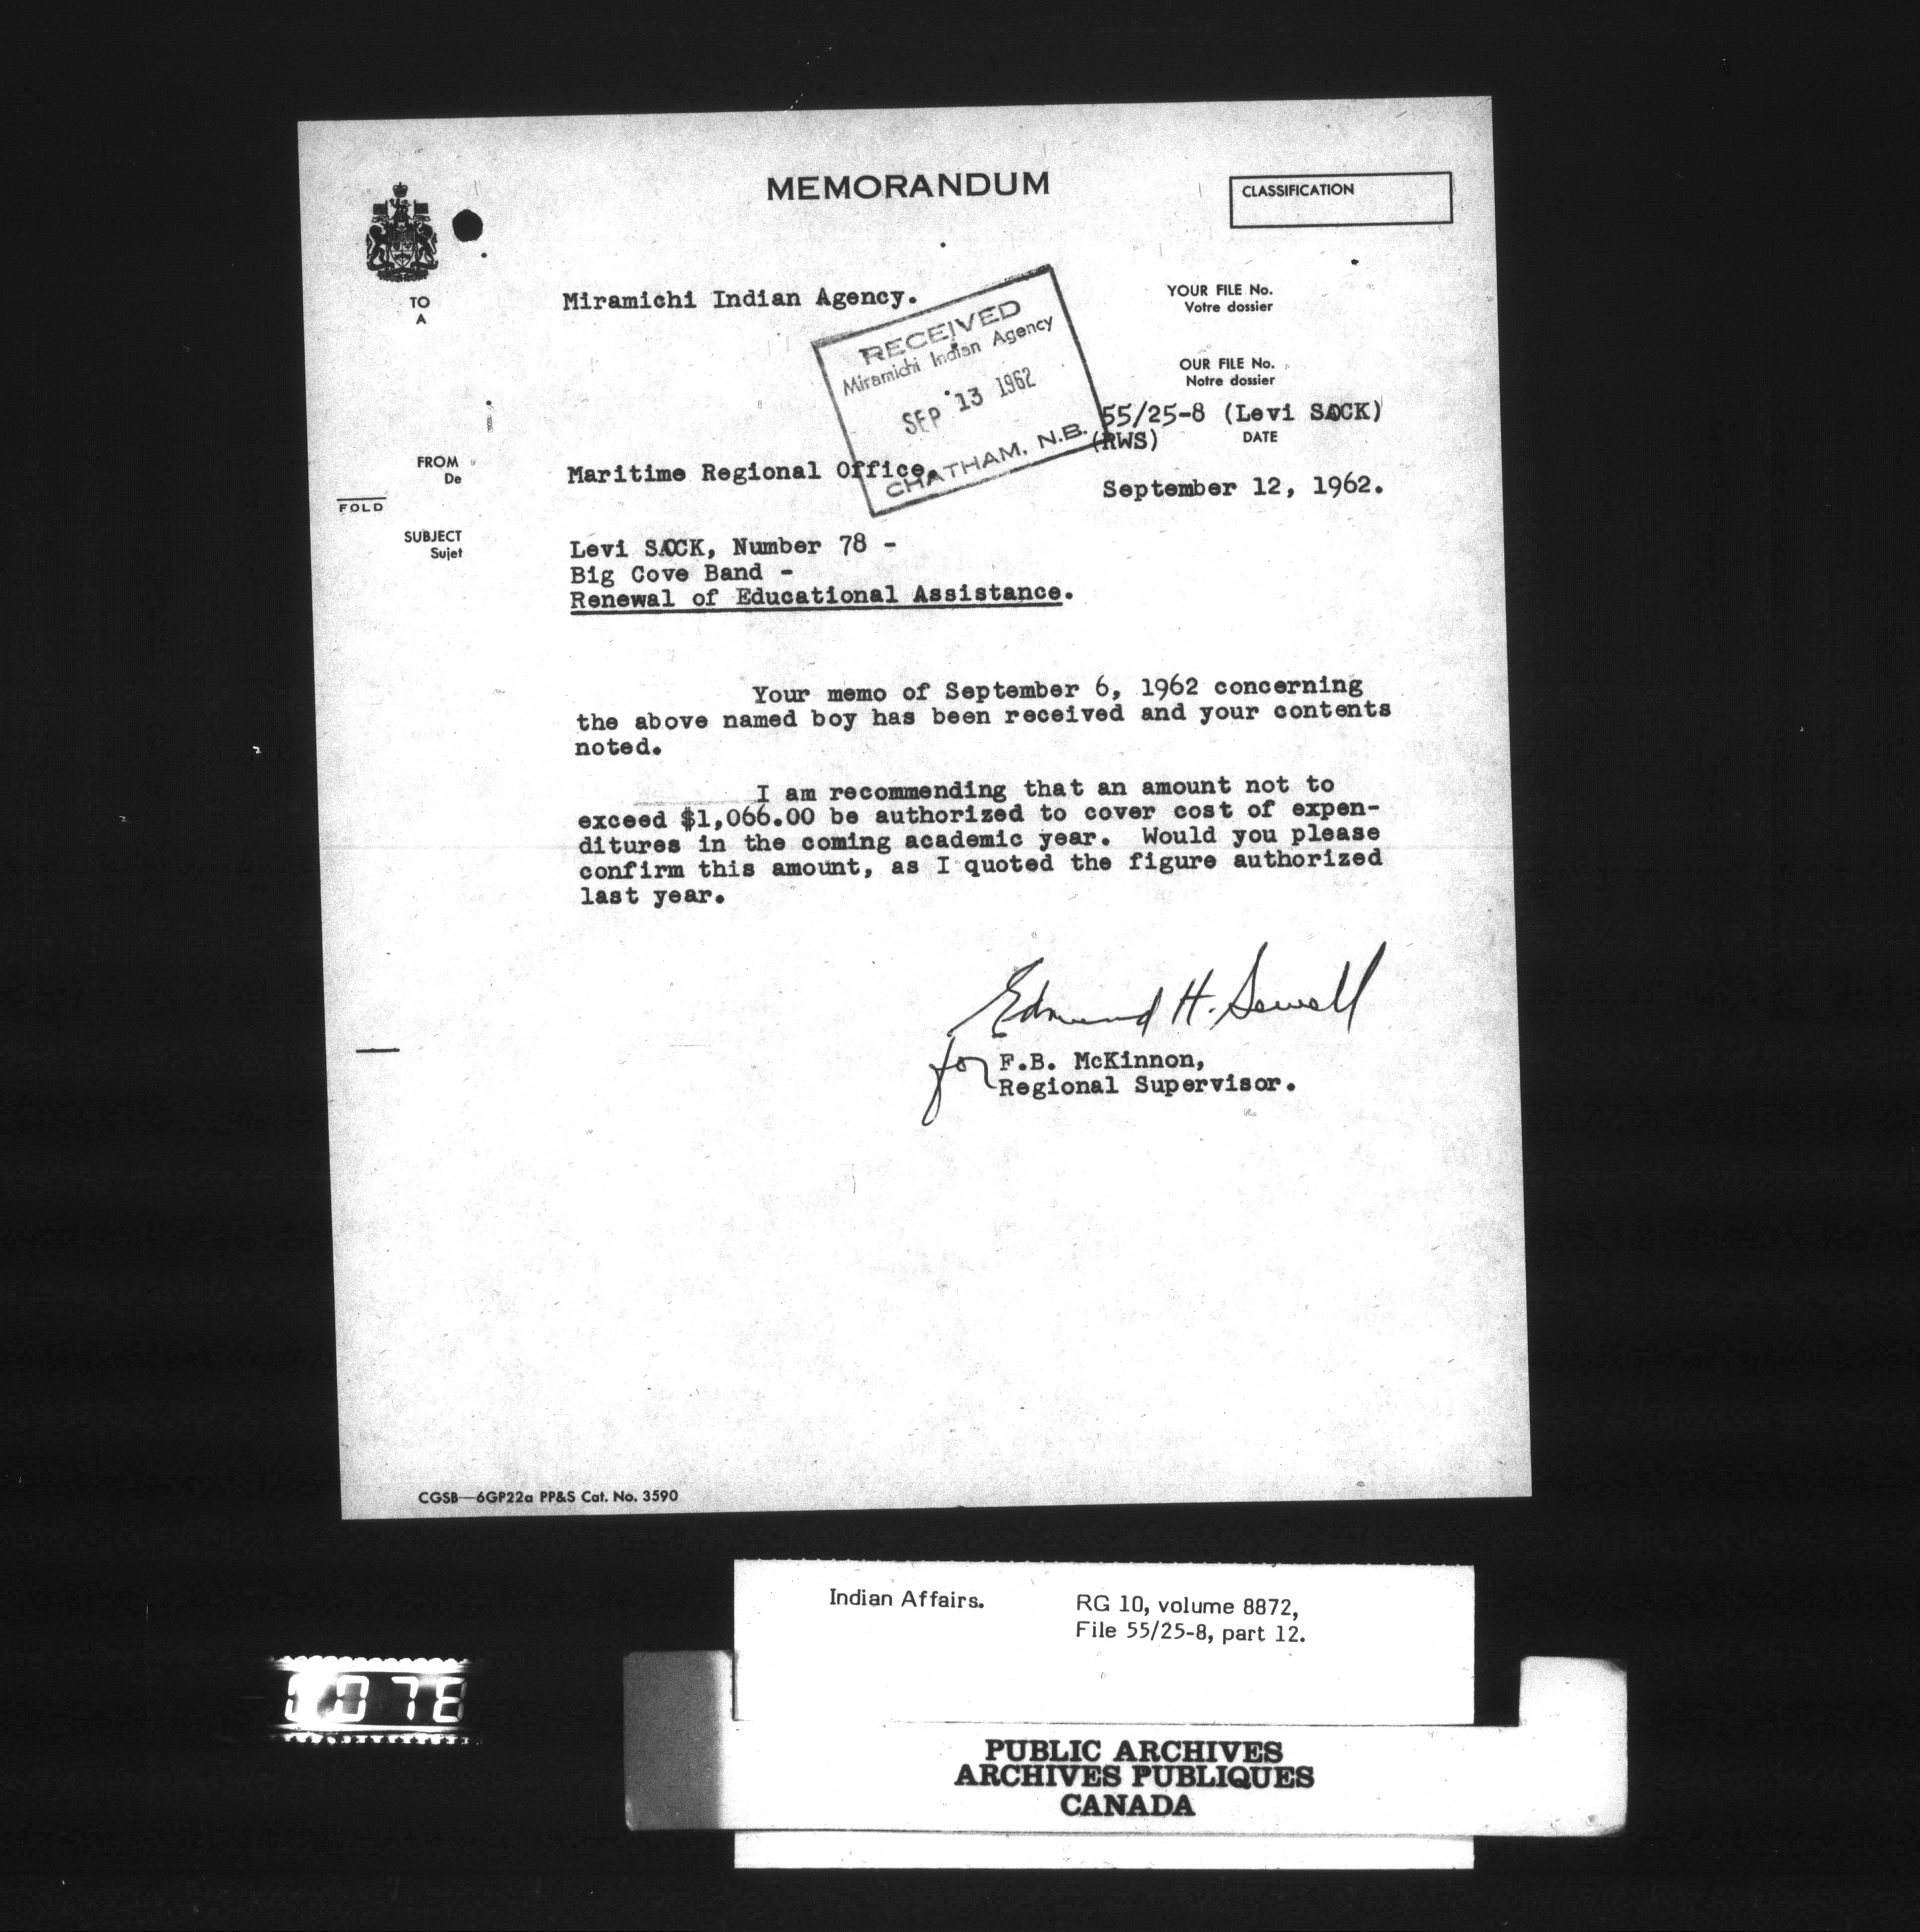 MEMORANDUM
CLASSIFICATION
TO
A
Miramichi Indian Agency.
YOUR FILE No.
Votre dossier
RECEIVED
Miramichi Indian Agency
SEP 13 1962
CHATHAM, N.B.
OUR FILE No.
Notre dossier
55/25-8 (Levi SOCK)
(RWS)
DATE
FROM
De
Maritime Regional Office.
September 12, 1962.
FOLD
SUBJECT
Sujet
Levi SOCK, Number 78 -
Big Cove Band -
Renewal of Educational Assistance.
Your memo of September 6, 1962 concerning
the above named boy has been received and your contents
noted.
I am recommending that an amount not to
exceed $1,066.00 be authorized to cover cost of expen-
ditures in the coming academic year. Would you please
confirm this amount, as I quoted the figure authorized
last year.
Edmund H. Sewell
for F.B. McKinnon,
Regional Supervisor.
CGSB—6GP22a PP&S Cat. No. 3590
Indian Affairs.
RG 10, volume 8872,
File 55/25-8, part 12.
PUBLIC ARCHIVES
ARCHIVES PUBLIQUES
CANADA